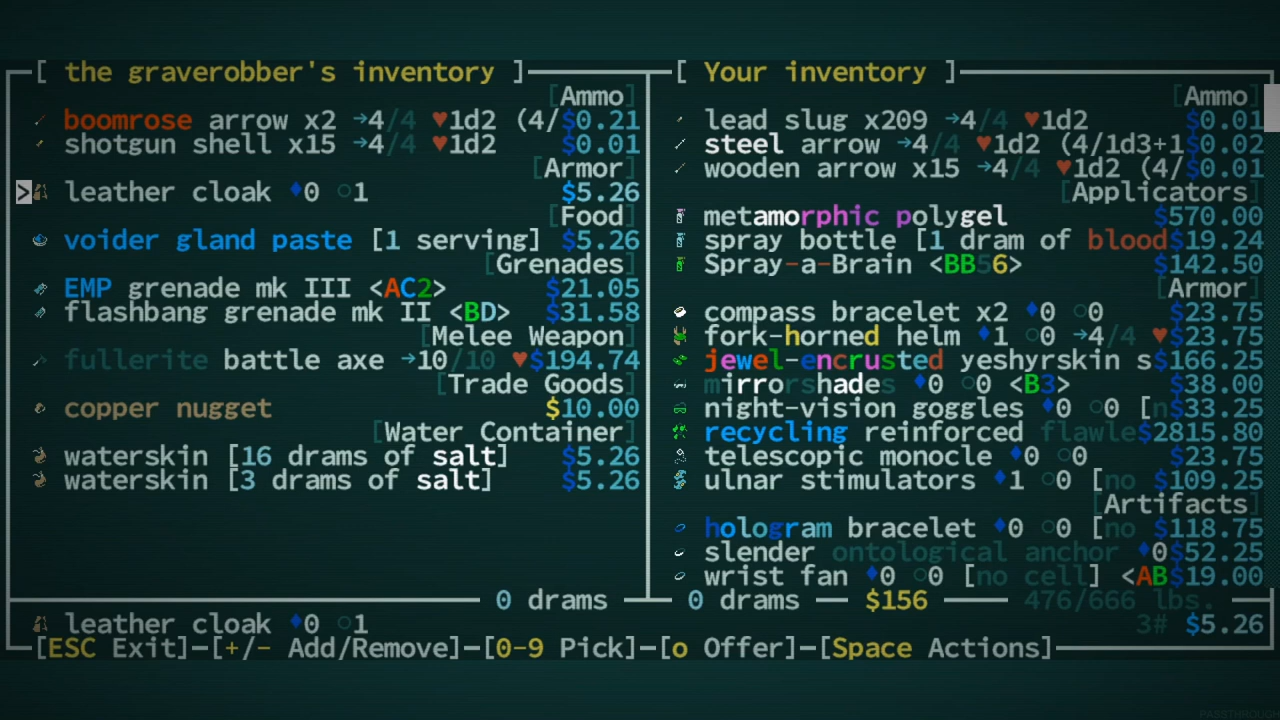 [ the graverobber's inventory ]
[Ammo]
boomrose arrow x2 →4/4 ♥1d2 (4/$0.21
shotgun shell x15 →4/4 ♥1d2 $0.01
[Armor]
> leather cloak ♦0 ○1 $5.26
[Food]
voider gland paste [1 serving] $5.26
[Grenades]
EMP grenade mk III <AC2> $21.05
flashbang grenade mk II <BD> $31.58
[Melee Weapon]
fullerite battle axe →10/10 ♥$194.74
[Trade Goods]
copper nugget $10.00
[Water Container]
waterskin [16 drams of salt] $5.26
waterskin [3 drams of salt] $5.26
0 drams
[ Your inventory ]
[Ammo]
lead slug x209 →4/4 ♥1d2 $0.01
steel arrow →4/4 ♥1d2 (4/1d3+1$0.02
wooden arrow x15 →4/4 ♥1d2 (4/$0.01
[Applicators]
metamorphic polygel $570.00
spray bottle [1 dram of blood$19.24
Spray-a-Brain <BB56> $142.50
[Armor]
compass bracelet x2 ♦0 ○0 $23.75
fork-horned helm ♦1 ○0 →4/4 ♥$23.75
jewel-encrusted yeshyrskin s$166.25
mirrorshades ♦0 ○0 <B3> $38.00
night-vision goggles ♦0 ○0 [n$33.25
recycling reinforced flawle$2815.80
telescopic monocle ♦0 ○0 $23.75
ulnar stimulators ♦1 ○0 [no $109.25
[Artifacts]
hologram bracelet ♦0 ○0 [no $118.75
slender ontological anchor ♦0$52.25
wrist fan ♦0 ○0 [no cell] <AB$19.00
0 drams $156 476/666 lbs.
leather cloak ♦0 ○1 3# $5.26
[ESC Exit]-[+/- Add/Remove]-[0-9 Pick]-[o Offer]-[Space Actions]